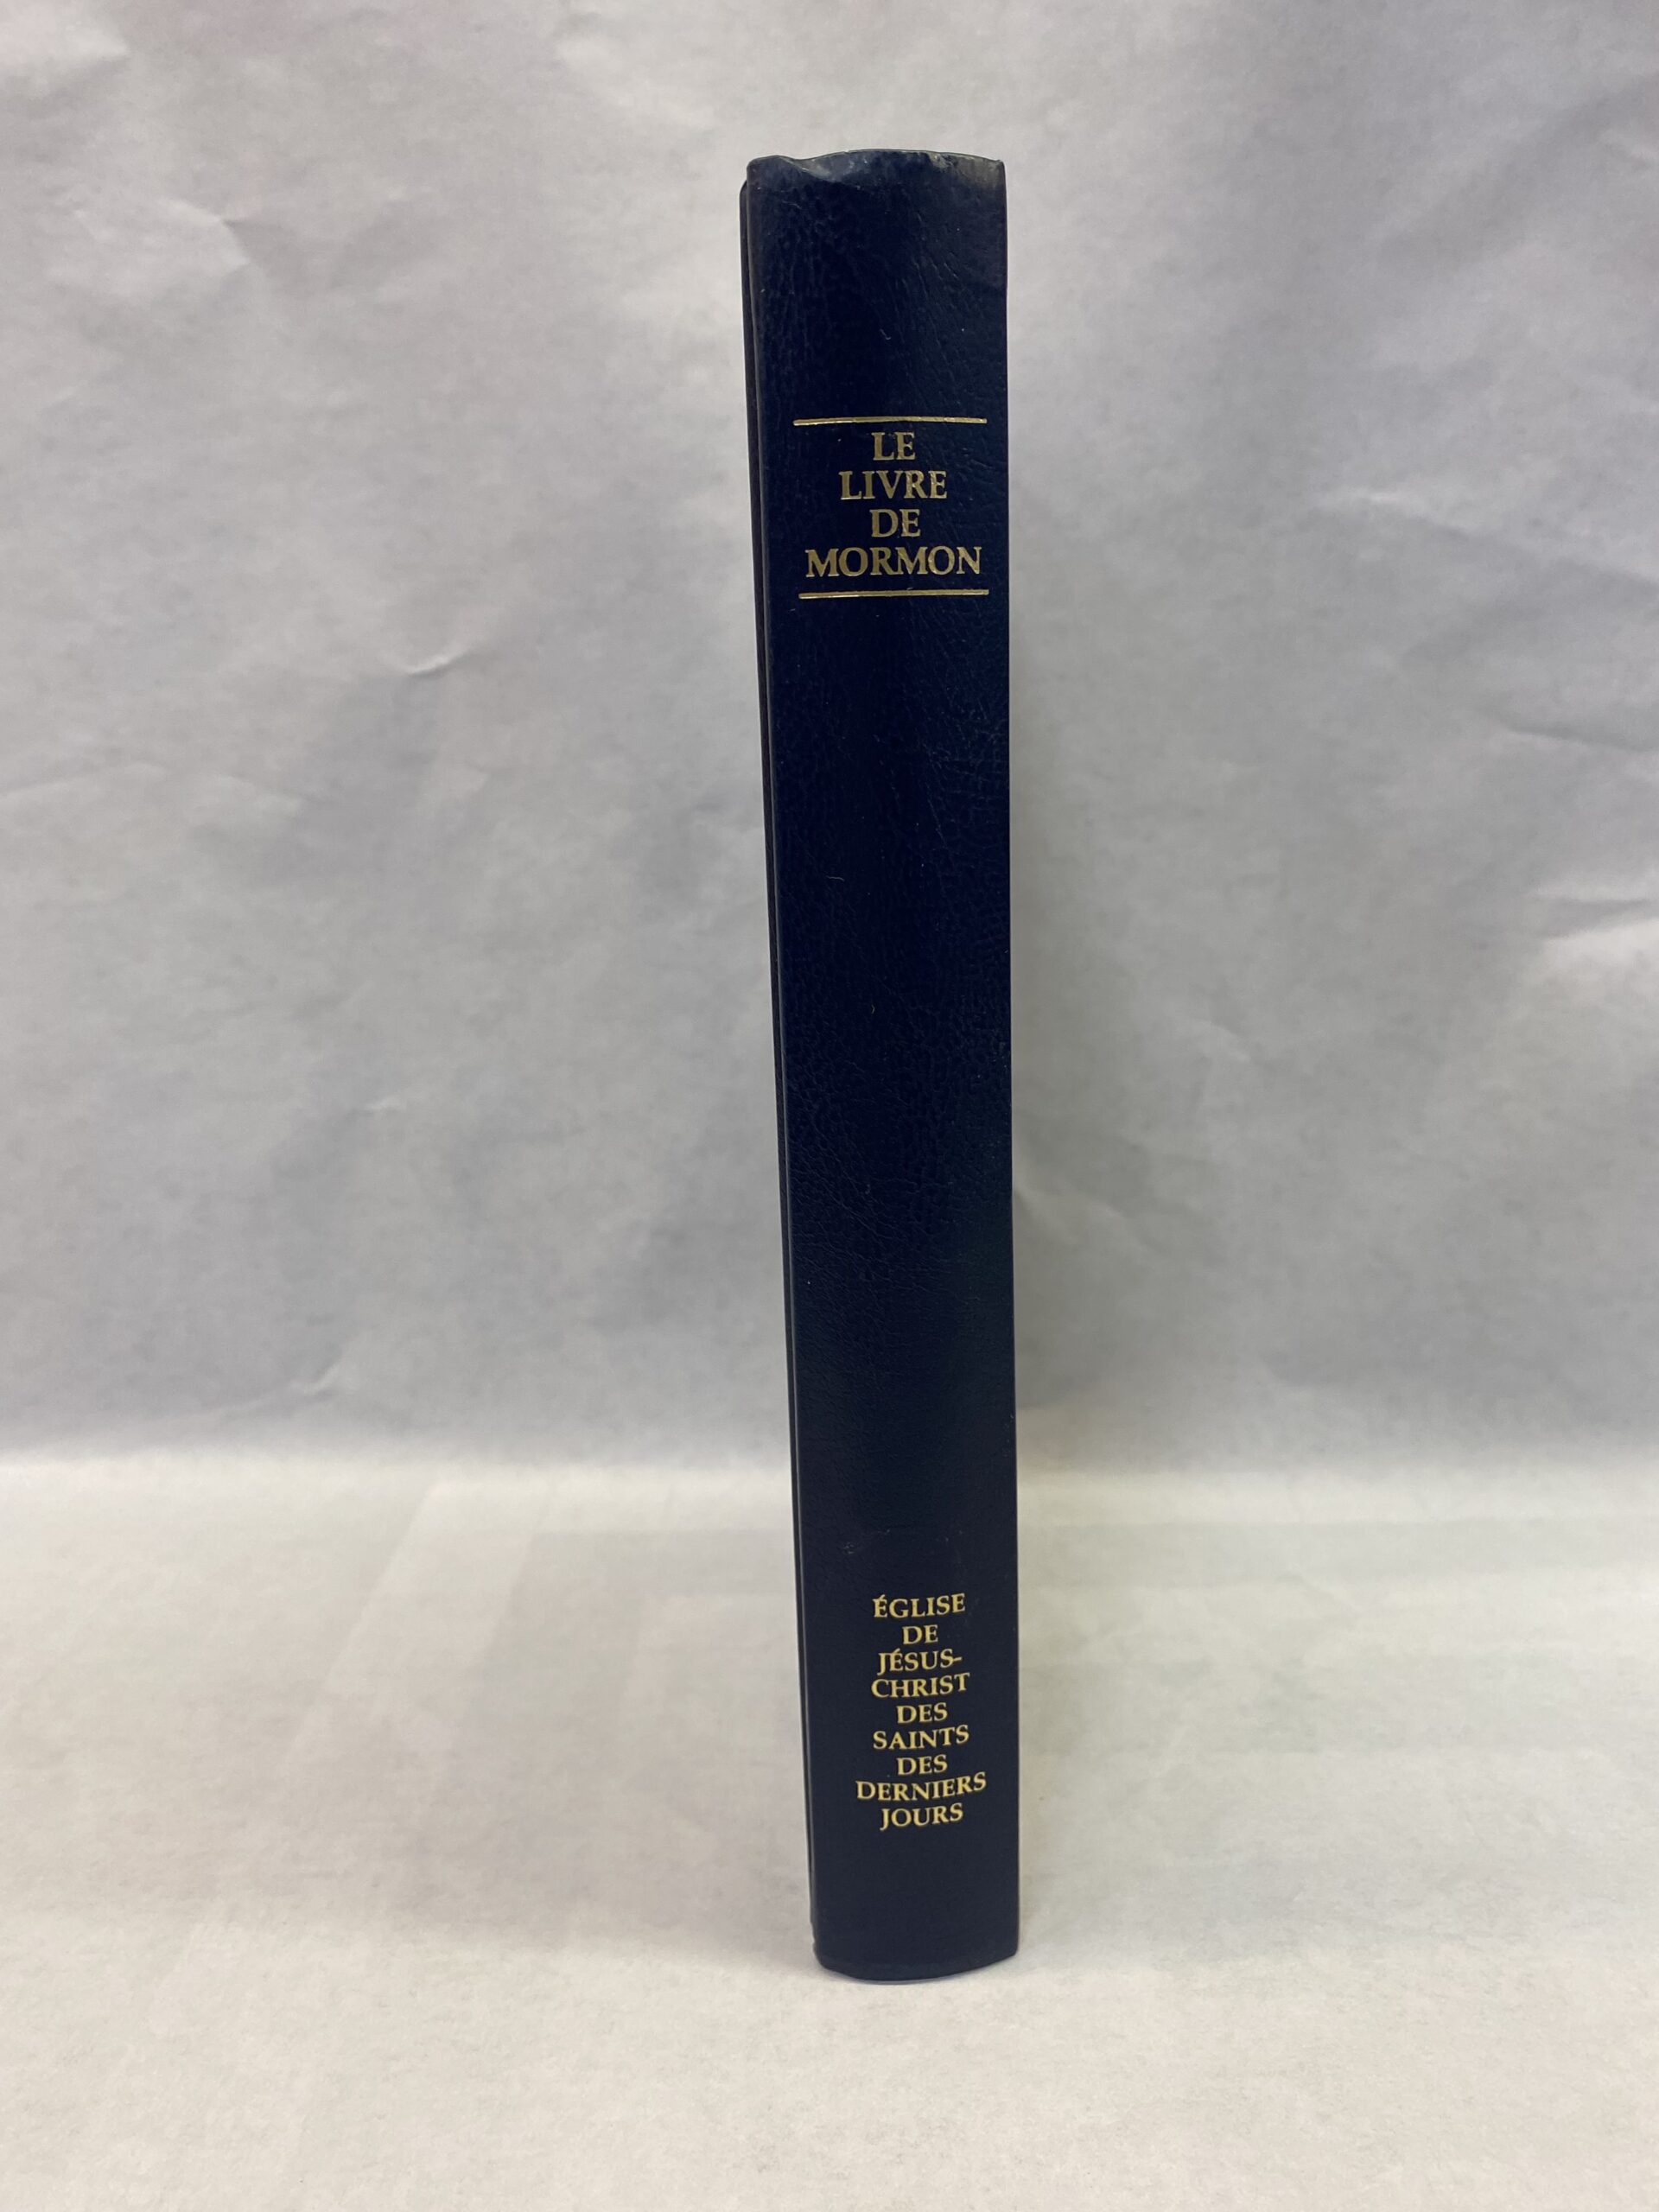 LE
LIVRE
DE
MORMON
ÉGLISE
DE
JÉSUS-
CHRIST
DES
SAINTS
DES
DERNIERS
JOURS